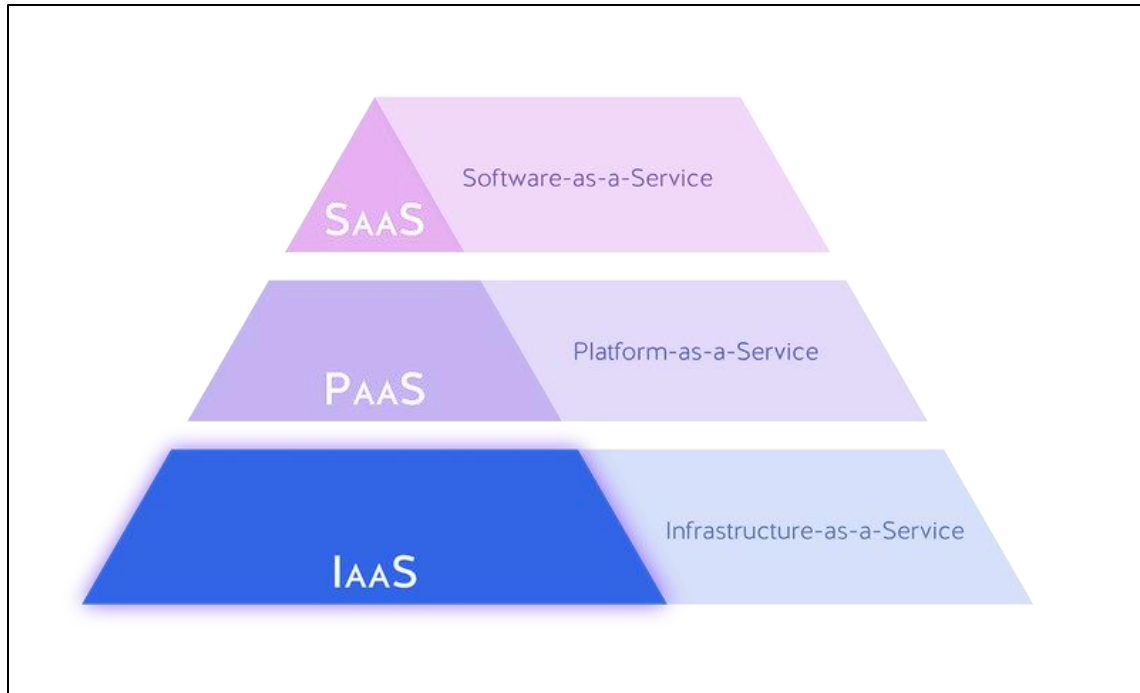 Software-as-a-Service
SAAS
Platform-as-a-Service
PAAS
Infrastructure-as-a-Service
IAAS